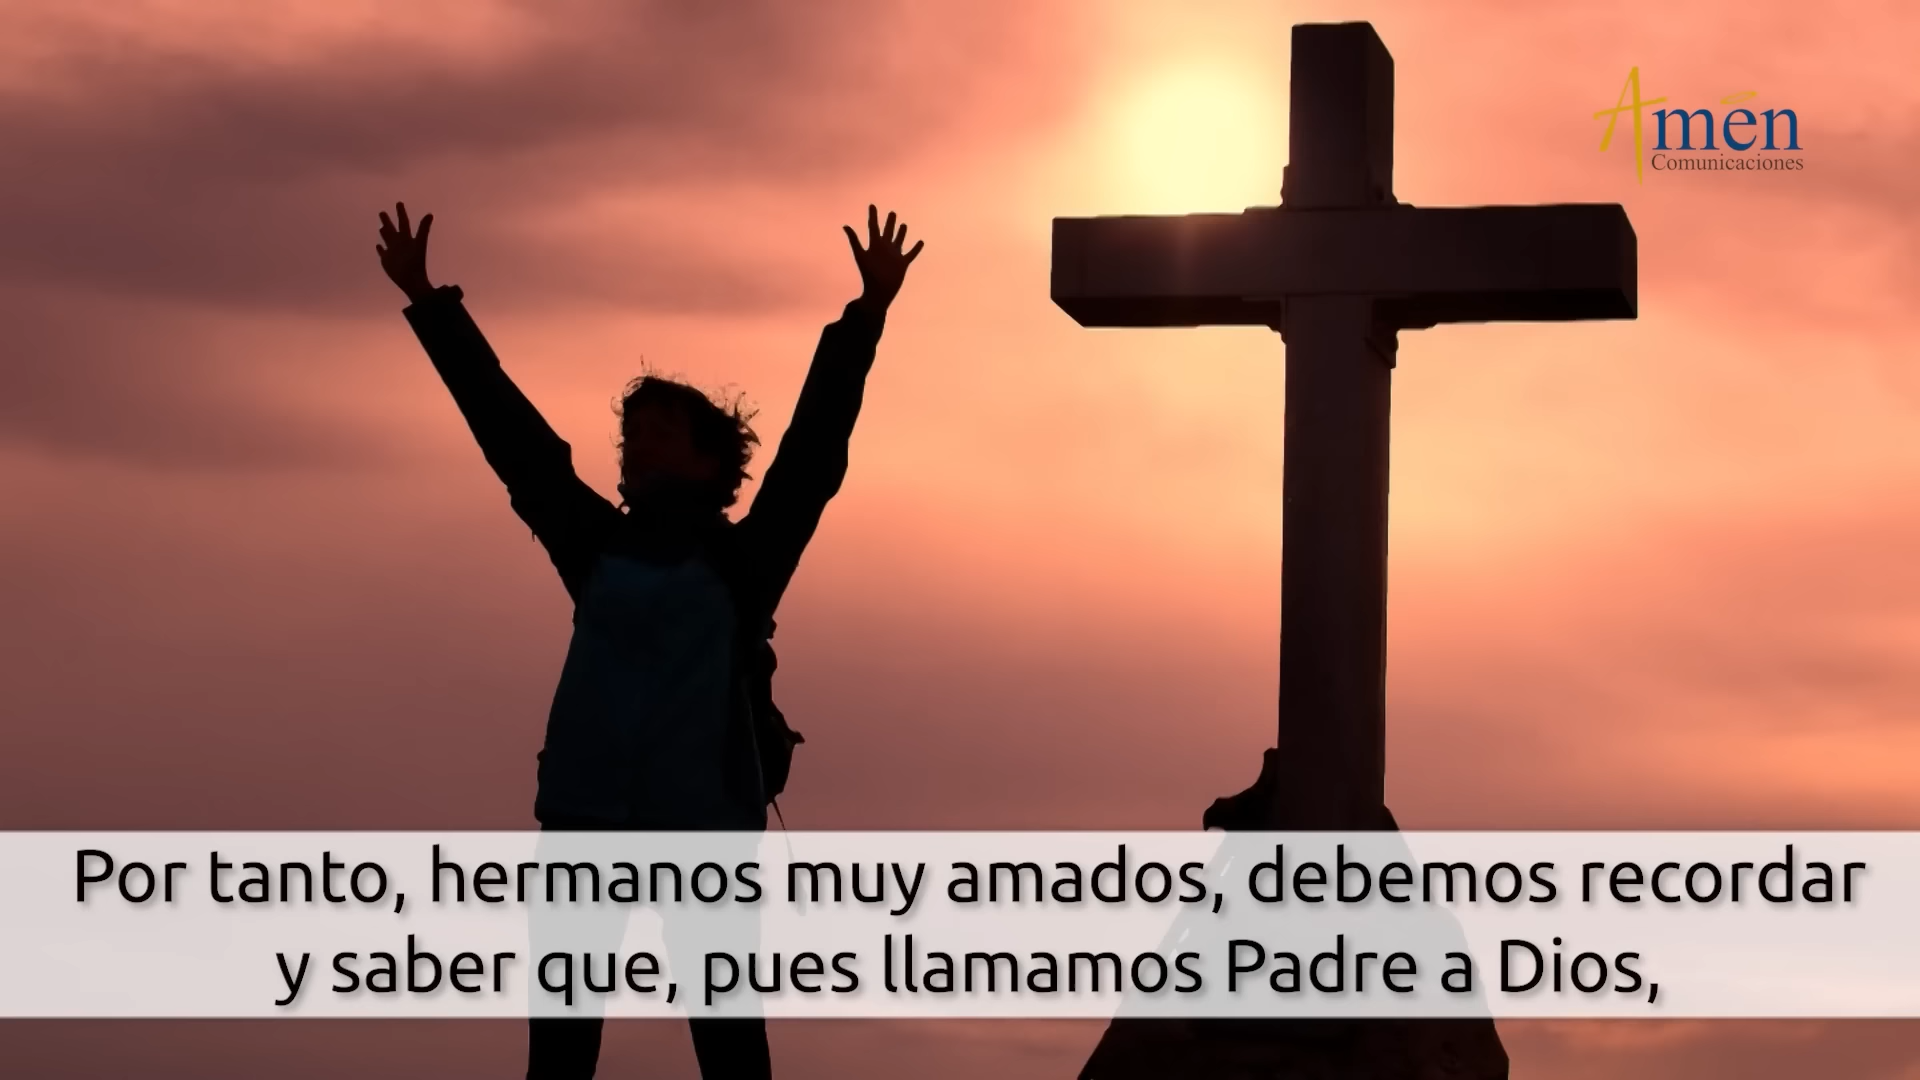 Amén
Comunicaciones
Por tanto, hermanos muy amados, debemos recordar
y saber que, pues llamamos Padre a Dios,